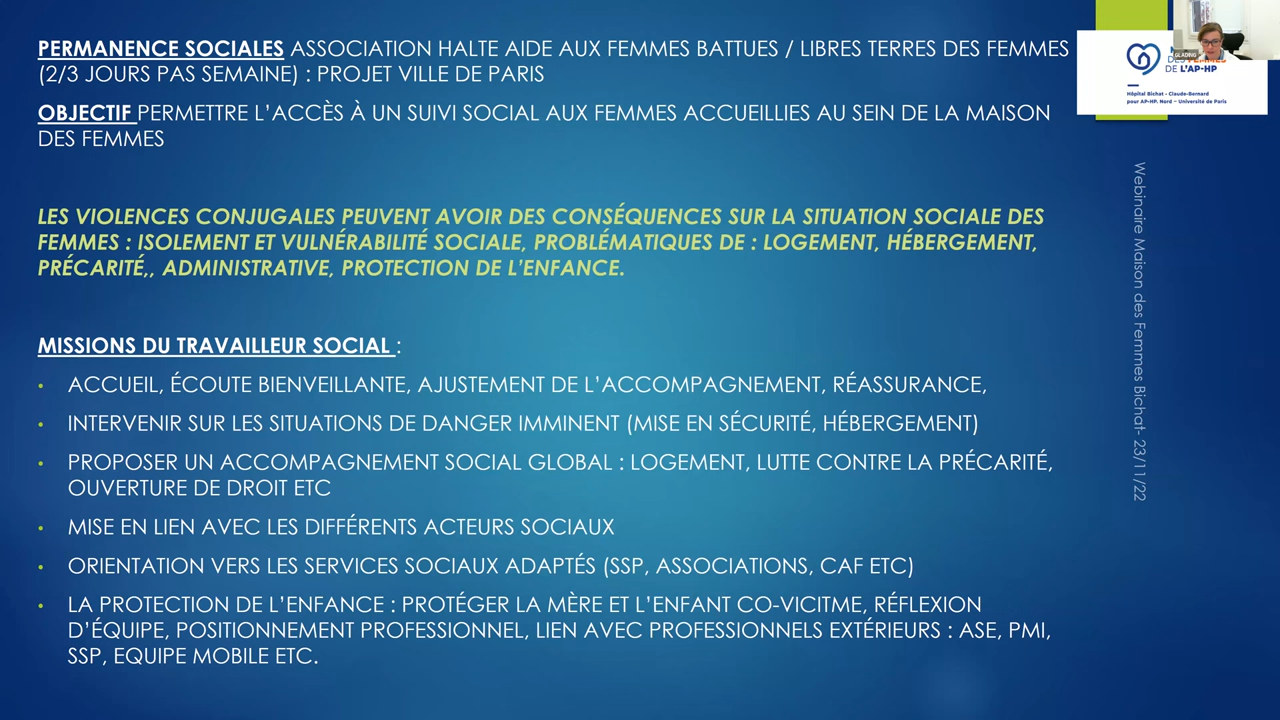 PERMANENCE SOCIALES ASSOCIATION HALTE AIDE AUX FEMMES BATTUES / LIBRES TERRES DES FEMMES
(2/3 JOURS PAS SEMAINE) : PROJET VILLE DE PARIS
OBJECTIF PERMETTRE L'ACCÈS À UN SUIVI SOCIAL AUX FEMMES ACCUEILLIES AU SEIN DE LA MAISON
DES FEMMES
LES VIOLENCES CONJUGALES PEUVENT AVOIR DES CONSÉQUENCES SUR LA SITUATION SOCIALE DES
FEMMES : ISOLEMENT ET VULNÉRABILITÉ SOCIALE, PROBLÉMATIQUES DE : LOGEMENT, HÉBERGEMENT,
PRÉCARITÉ,, ADMINISTRATIVE, PROTECTION DE L'ENFANCE.
MISSIONS DU TRAVAILLEUR SOCIAL :
• ACCUEIL, ÉCOUTE BIENVEILLANTE, AJUSTEMENT DE L'ACCOMPAGNEMENT, RÉASSURANCE,
• INTERVENIR SUR LES SITUATIONS DE DANGER IMMINENT (MISE EN SÉCURITÉ, HÉBERGEMENT)
• PROPOSER UN ACCOMPAGNEMENT SOCIAL GLOBAL : LOGEMENT, LUTTE CONTRE LA PRÉCARITÉ,
OUVERTURE DE DROIT ETC
• MISE EN LIEN AVEC LES DIFFÉRENTS ACTEURS SOCIAUX
• ORIENTATION VERS LES SERVICES SOCIAUX ADAPTÉS (SSP, ASSOCIATIONS, CAF ETC)
• LA PROTECTION DE L'ENFANCE : PROTÉGER LA MÈRE ET L'ENFANT CO-VICITME, RÉFLEXION
D'ÉQUIPE, POSITIONNEMENT PROFESSIONNEL, LIEN AVEC PROFESSIONNELS EXTÉRIEURS : ASE, PMI,
SSP, EQUIPE MOBILE ETC.
DES FEMMES
DE L'AP-HP
Hôpital Bichat - Claude-Bernard
pour AP-HP. Nord – Université de Paris
Webinaire Maison des Femmes Bichat- 23/11/22